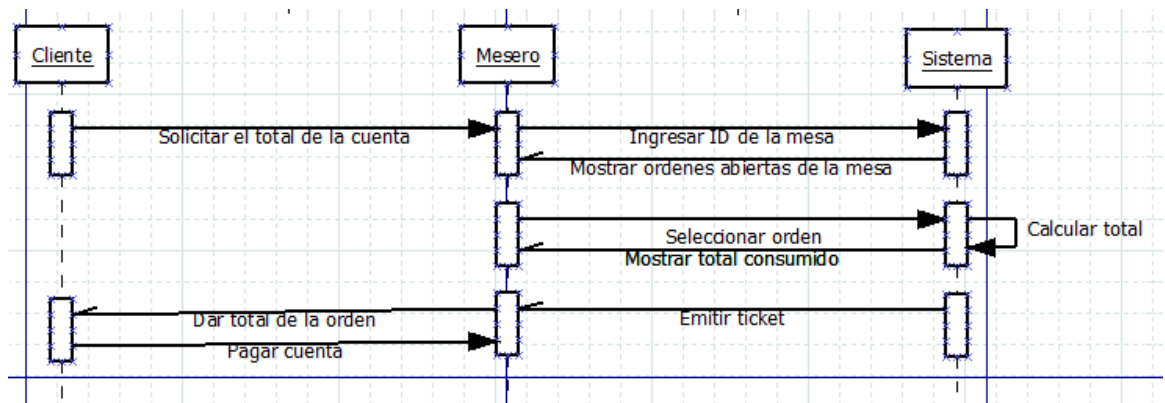 Cliente
Mesero
Sistema
Solicitar el total de la cuenta
Ingresar ID de la mesa
Mostrar ordenes abiertas de la mesa
Seleccionar orden
Calcular total
Mostrar total consumido
Dar total de la orden
Emitir ticket
Pagar cuenta